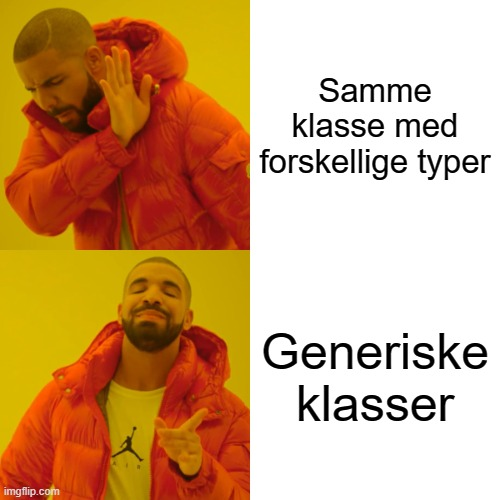 Samme
klasse med
forskellige typer
Generiske
klasser
imgflip.com